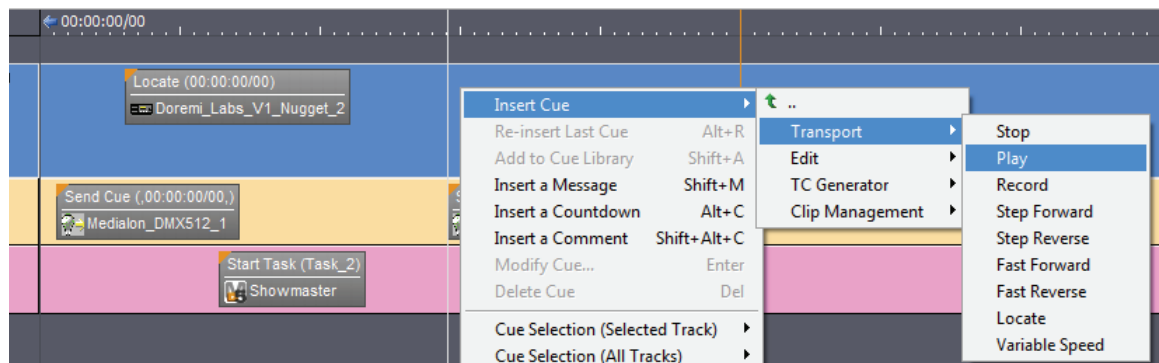 00:00:00/00
Locate (00:00:00/00)
Doremi_Labs_V1_Nugget_2
Send Cue (,00:00:00/00,)
Medialon_DMX512_1
Start Task (Task_2)
Showmaster
Insert Cue
Re-insert Last Cue Alt+R
Add to Cue Library Shift+A
Insert a Message Shift+M
Insert a Countdown Alt+C
Insert a Comment Shift+Alt+C
Modify Cue... Enter
Delete Cue Del
Cue Selection (Selected Track)
Cue Selection (All Tracks)
..
Transport
Edit
TC Generator
Clip Management
Stop
Play
Record
Step Forward
Step Reverse
Fast Forward
Fast Reverse
Locate
Variable Speed